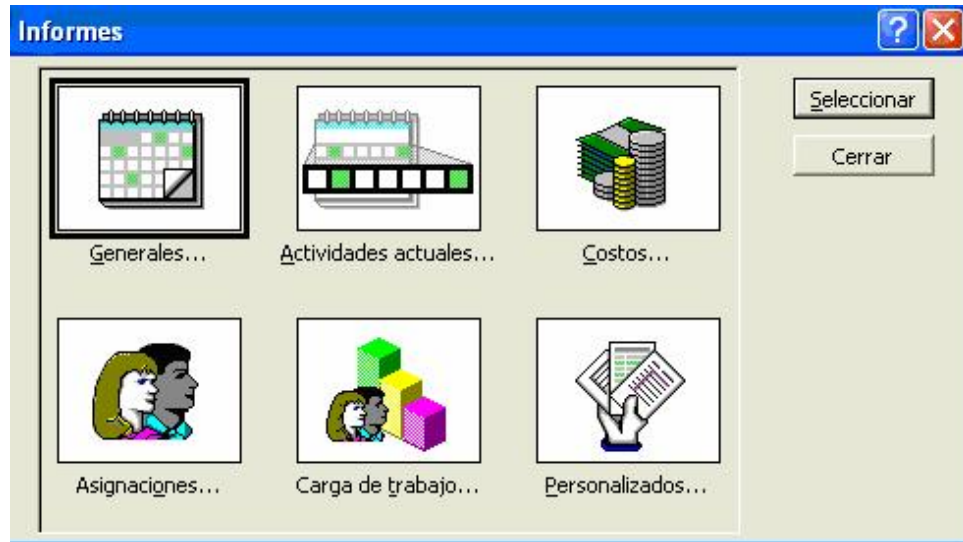 Informes
Seleccionar
Cerrar
Generales...
Actividades actuales...
Costos...
Asignaciones...
Carga de trabajo...
Personalizados...